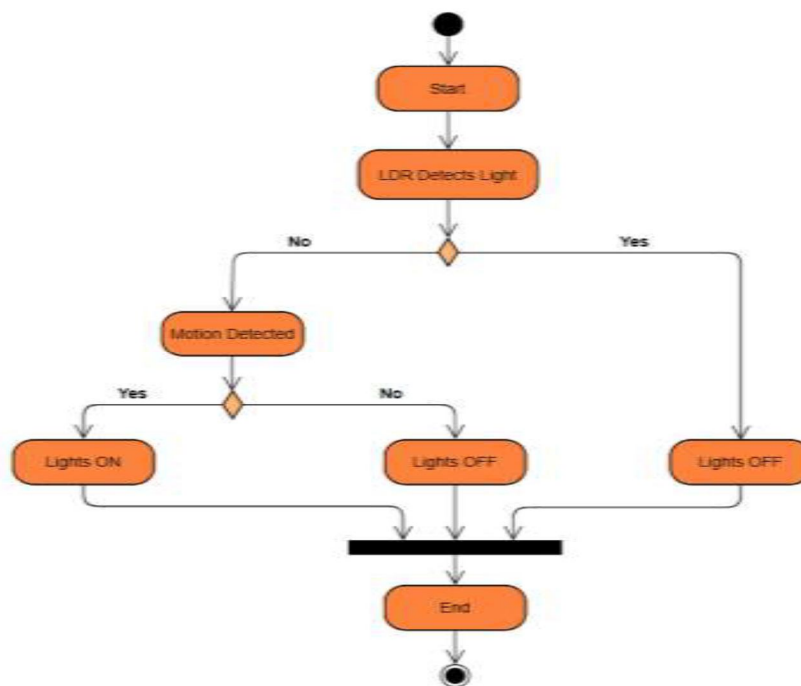 Start
LDR Detects Light
No
Yes
Motion Detected
Yes
No
Lights ON
Lights OFF
Lights OFF
End